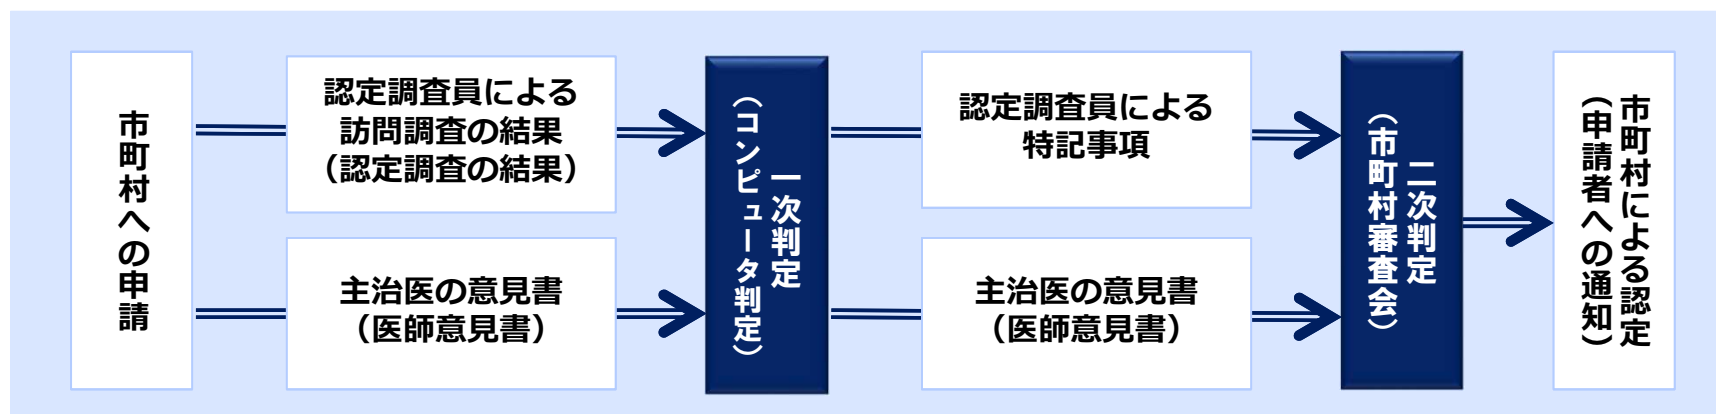 市町村への申請
認定調査員による
訪問調査の結果
（認定調査の結果）
主治医の意見書
（医師意見書）
一次判定
（コンピュータ判定）
認定調査員による
特記事項
主治医の意見書
（医師意見書）
二次判定
（市町村審査会）
市町村による認定
（申請者への通知）